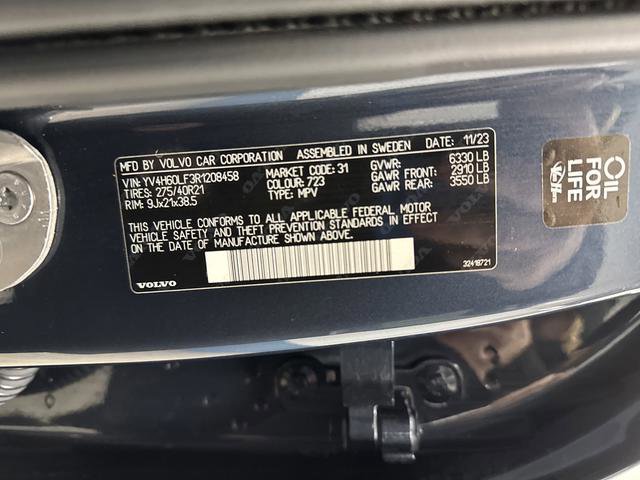 MFD BY VOLVO CAR CORPORATION ASSEMBLED IN SWEDEN DATE: 11/23
VIN: YV4H60LF3R1208458 MARKET CODE: 31 GVWR: 6330 LB
TIRES: 275/40R21 COLOUR: 723 GAWR FRONT: 2910 LB
RIM: 9Jx21x38.5 TYPE: MPV GAWR REAR: 3550 LB
THIS VEHICLE CONFORMS TO ALL APPLICABLE FEDERAL MOTOR
VEHICLE SAFETY AND THEFT PREVENTION STANDARDS IN EFFECT
ON THE DATE OF MANUFACTURE SHOWN ABOVE.
VOLVO
32418721
OIL
FOR
LIFE